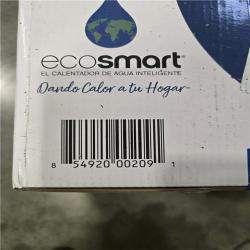 ecosmart®
EL CALENTADOR DE AGUA INTELIGENTE
Dando Calor a tu Hogar
8 54920 00209 1